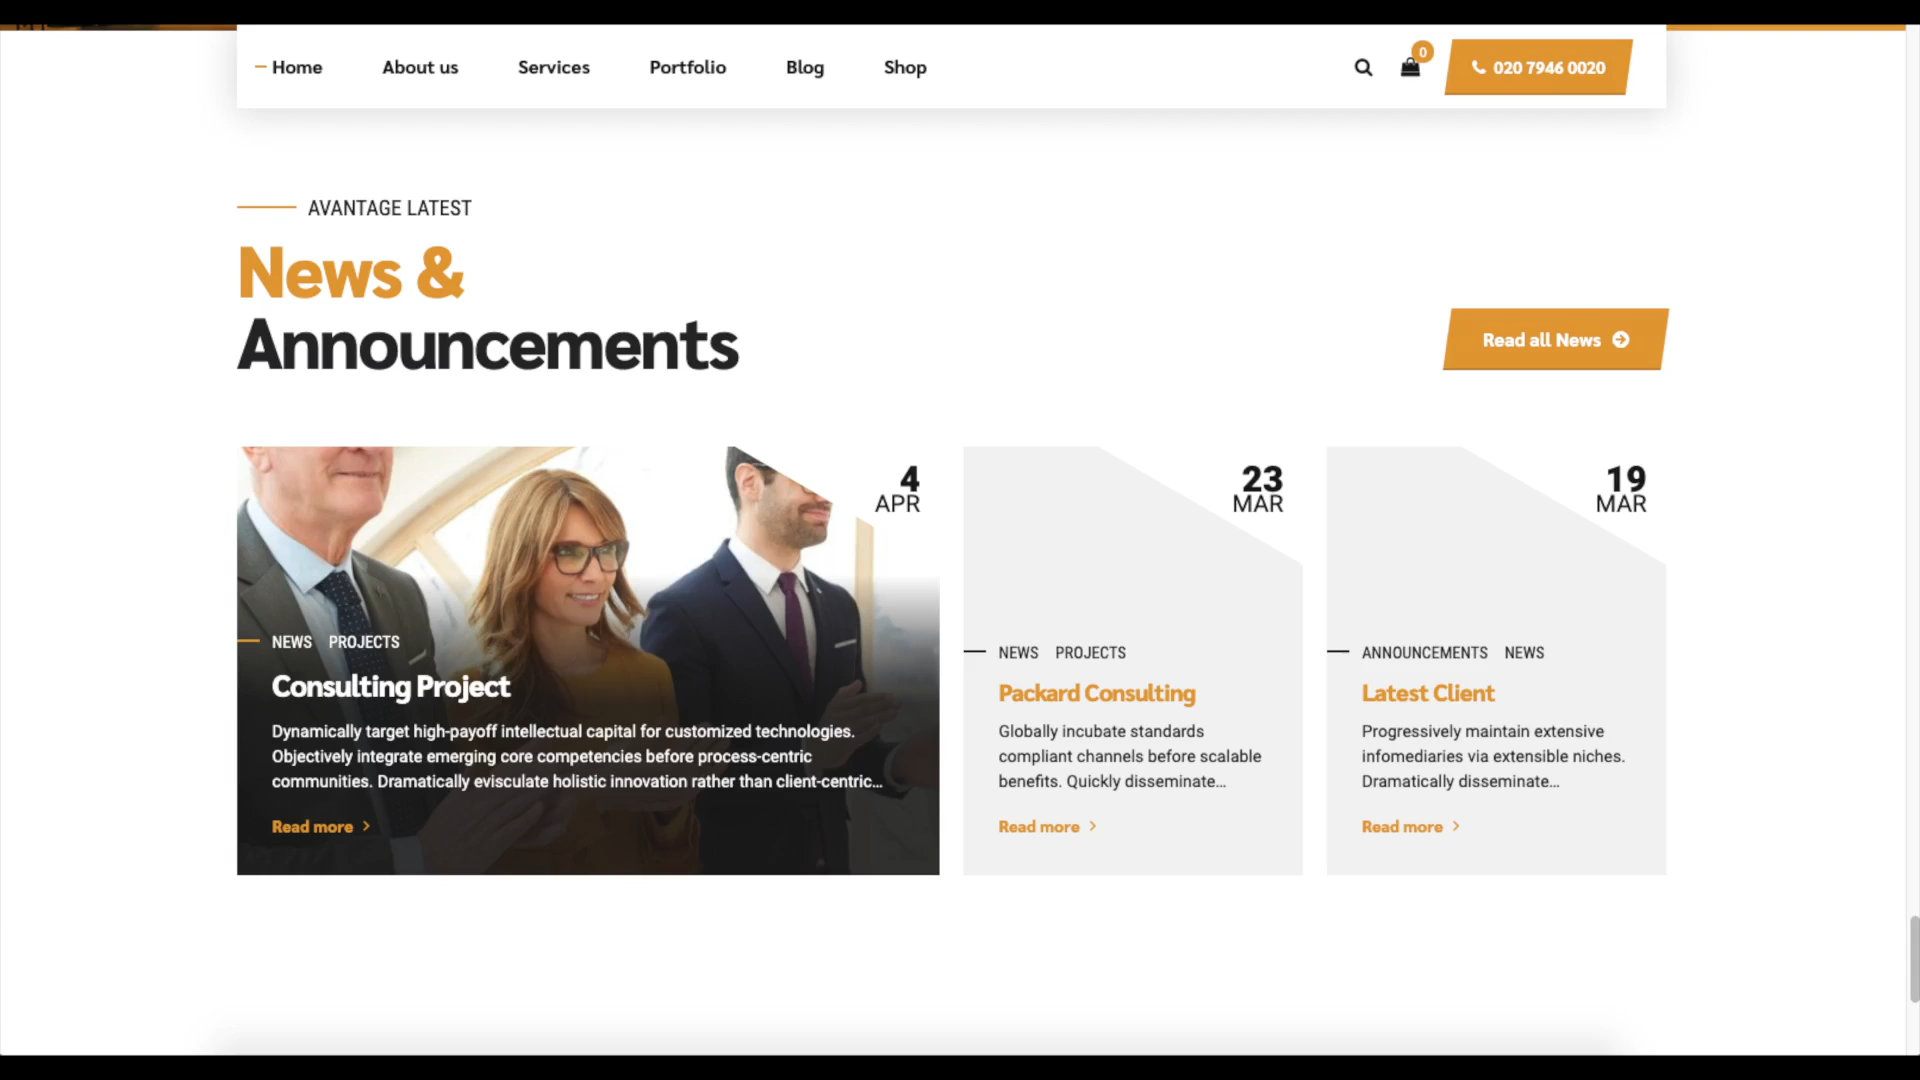 Home
About us
Services
Portfolio
Blog
Shop
0
020 7946 0020
AVANTAGE LATEST
News &
Announcements
Read all News
4
APR
NEWS PROJECTS
Consulting Project
Dynamically target high-payoff intellectual capital for customized technologies.
Objectively integrate emerging core competencies before process-centric
communities. Dramatically evisculate holistic innovation rather than client-centric...
Read more
23
MAR
NEWS PROJECTS
Packard Consulting
Globally incubate standards
compliant channels before scalable
benefits. Quickly disseminate...
Read more
19
MAR
ANNOUNCEMENTS NEWS
Latest Client
Progressively maintain extensive
infomediaries via extensible niches.
Dramatically disseminate...
Read more